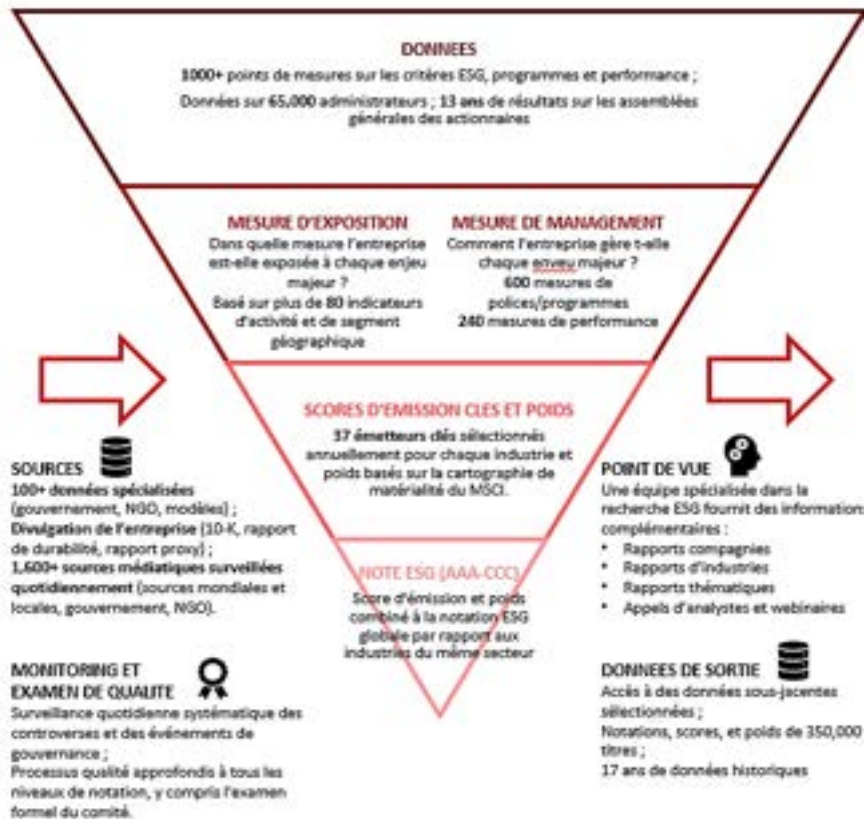 DONNEES
1000+ points de mesures sur les critères ESG, programmes et performance ;
Données sur 65,000 administrateurs ; 13 ans de résultats sur les assemblées
générales des actionnaires
MESURE D'EXPOSITION
Dans quelle mesure l'entreprise
est-elle exposée à chaque enjeu
majeur ?
Basé sur plus de 80 indicateurs
d'activité et de segment
géographique
MESURE DE MANAGEMENT
Comment l'entreprise gère t-elle
chaque enveu majeur ?
600 mesures de
polices/programmes
240 mesures de performance
SCORES D'EMISSION CLES ET POIDS
37 émetteurs clés sélectionnés
annuellement pour chaque industrie et
poids basés sur la cartographie de
matérialité du MSCI.
NOTE ESG (AAA-CCC)
Score d'émission et poids
combiné à la notation ESG
globale par rapport aux
industries du même secteur
SOURCES
100+ données spécialisées
(gouvernement, NGO, modèles) ;
Divulgation de l'entreprise (10-K, rapport
de durabilité, rapport proxy) ;
1,600+ sources médiatiques surveillées
quotidiennement (sources mondiales et
locales, gouvernement, NGO).
MONITORING ET
EXAMEN DE QUALITE
Surveillance quotidienne systématique des
controverses et des événements de
gouvernance ;
Processus qualité approfondis à tous les
niveaux de notation, y compris l'examen
formel du comité.
POINT DE VUE
Une équipe spécialisée dans la
recherche ESG fournit des informations
complémentaires :
• Rapports compagnies
• Rapports d'industries
• Rapports thématiques
• Appels d'analystes et webinaires
DONNEES DE SORTIE
Accès à des données sous-jacentes
sélectionnées ;
Notations, scores, et poids de 350,000
titres ;
17 ans de données historiques